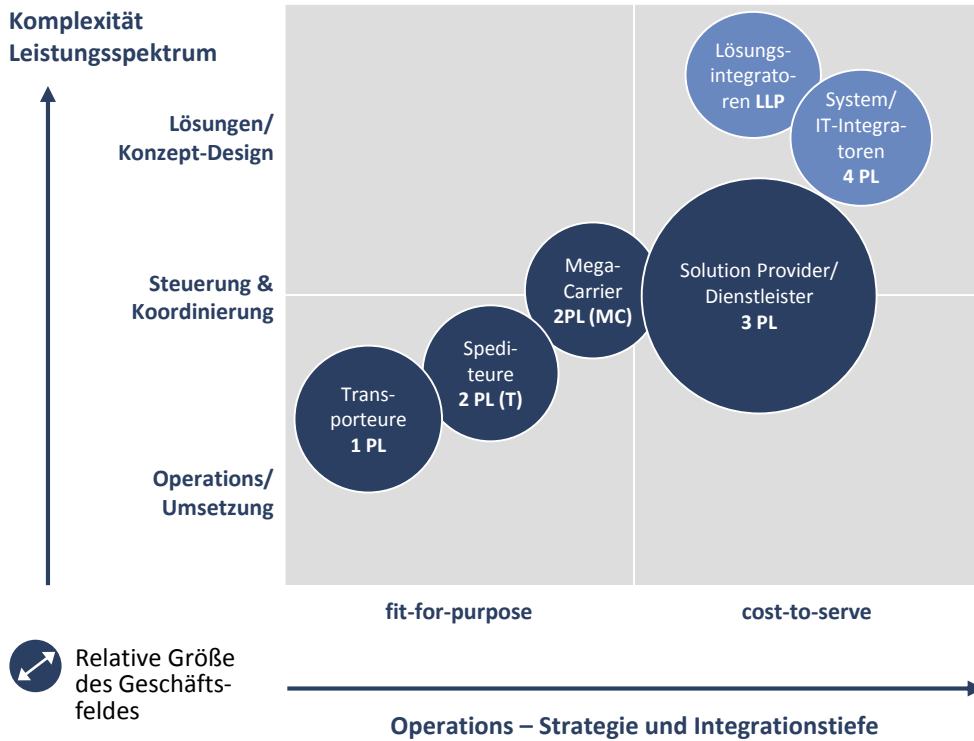 Komplexität
Leistungsspektrum
Lösungen/
Konzept-Design
Steuerung &
Koordinierung
Operations/
Umsetzung
Lösungs-
integrato-
ren LLP
System/
IT-Integra-
toren
4 PL
Mega-
Carrier
2PL (MC)
Solution Provider/
Dienstleister
3 PL
Spedi-
teure
2 PL (T)
Trans-
porteure
1 PL
fit-for-purpose
cost-to-serve
Relative Größe
des Geschäfts-
feldes
Operations – Strategie und Integrationstiefe